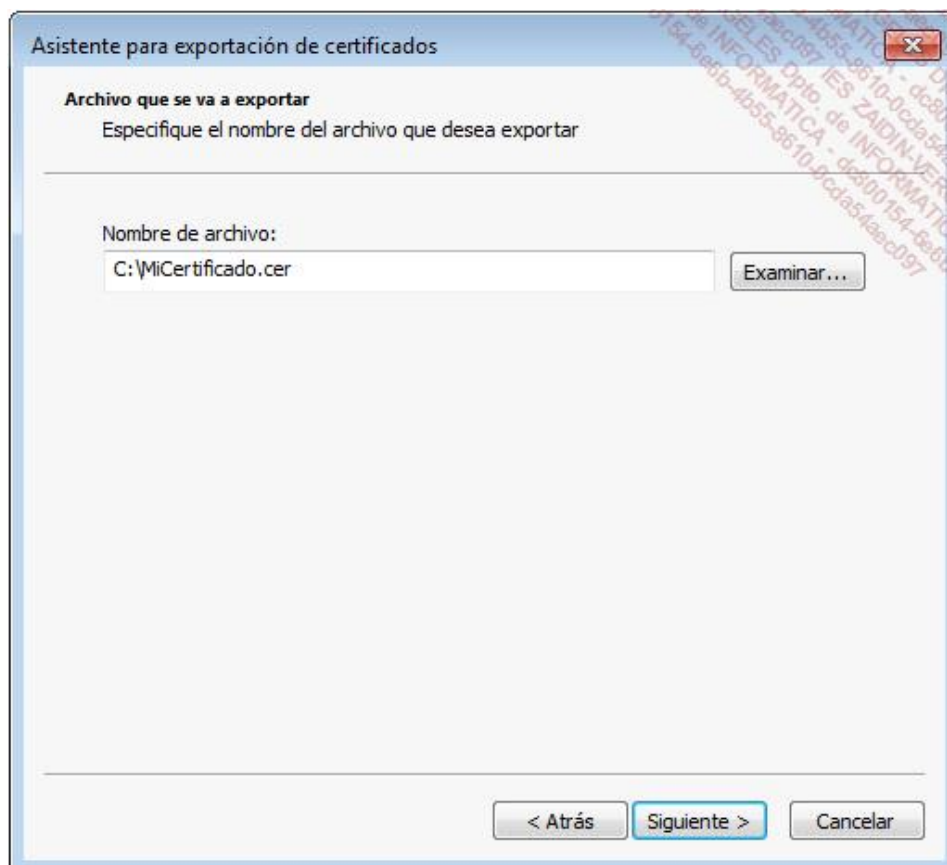 Asistente para exportación de certificados
Archivo que se va a exportar
Especifique el nombre del archivo que desea exportar
Nombre de archivo:
C:\MiCertificado.cer
Examinar...
< Atrás
Siguiente >
Cancelar